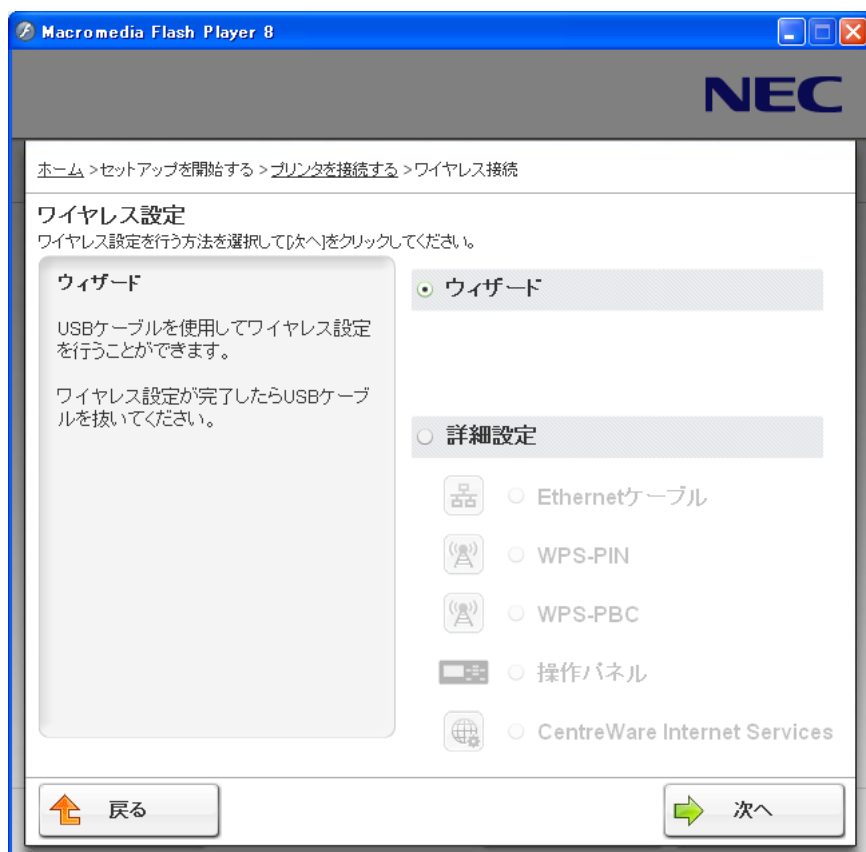 Macromedia Flash Player 8
NEC
ホーム >セットアップを開始する >プリンタを接続する >ワイヤレス接続
ワイヤレス設定
ワイヤレス設定を行う方法を選択して[次へ]をクリックしてください。
ウィザード
USBケーブルを使用してワイヤレス設定
を行うことができます。
ワイヤレス設定が完了したらUSBケーブ
ルを抜いてください。
ウィザード
詳細設定
Ethernetケーブル
WPS-PIN
WPS-PBC
操作パネル
CentreWare Internet Services
戻る
次へ